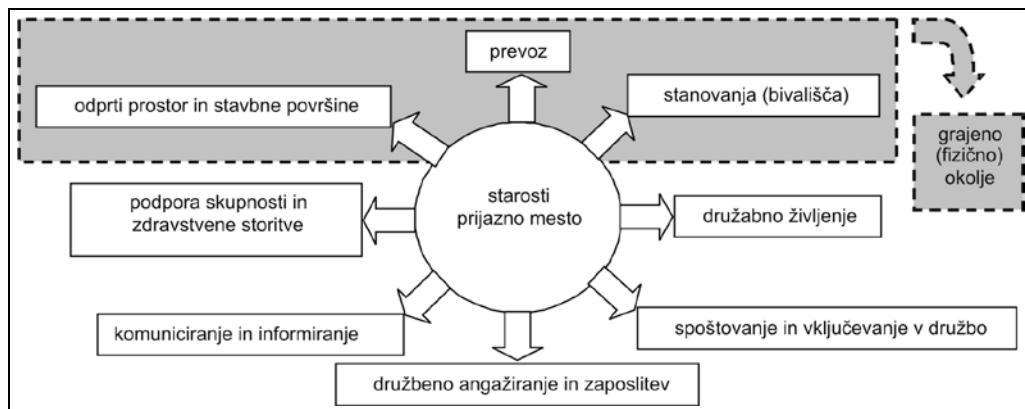 prevoz
odprti prostor in stavbne površine
stanovanja (bivališča)
grajeno
(fizično)
okolje
starosti
prijazno mesto
podpora skupnosti in
zdravstvene storitve
družabno življenje
komuniciranje in informiranje
spoštovanje in vključevanje v družbo
družbeno angažiranje in zaposlitev